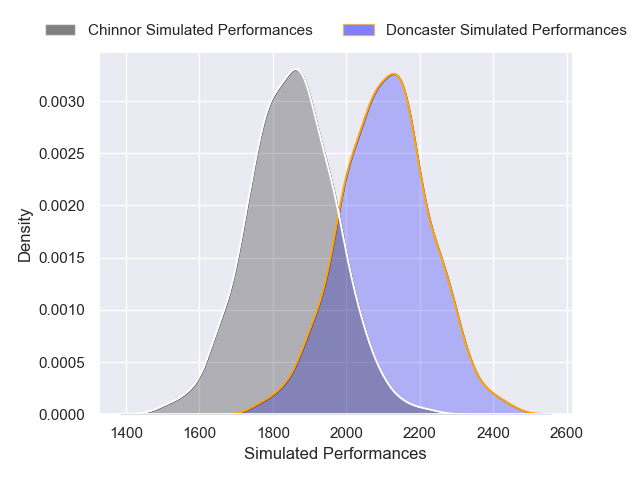 Chinnor Simulated Performances
Doncaster Simulated Performances
0.0030
0.0025
0.0020
0.0015
0.0010
0.0005
0.0000
Density
1400 1600 1800 2000 2200 2400 2600
Simulated Performances